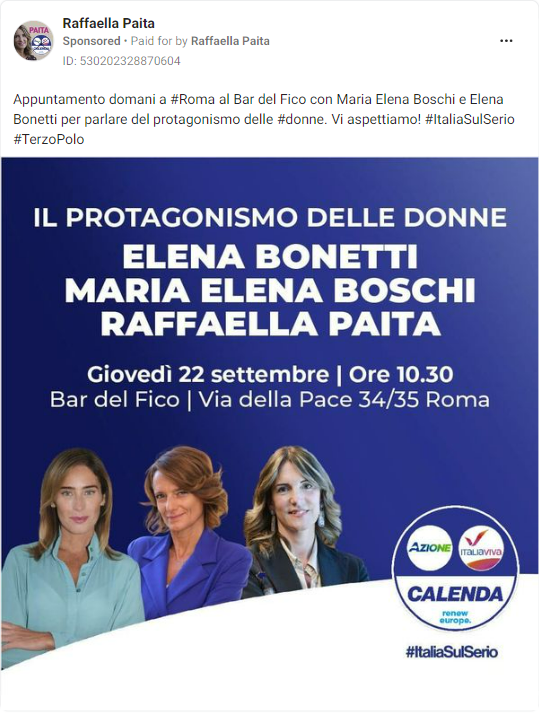 Raffaella Paita
Sponsored • Paid for by Raffaella Paita
ID: 530202328870604
Appuntamento domani a #Roma al Bar del Fico con Maria Elena Boschi e Elena
Bonetti per parlare del protagonismo delle #donne. Vi aspettiamo! #ItaliaSulSerio
#TerzoPolo
IL PROTAGONISMO DELLE DONNE
ELENA BONETTI
MARIA ELENA BOSCHI
RAFFAELLA PAITA
Giovedì 22 settembre | Ore 10.30
Bar del Fico | Via della Pace 34/35 Roma
AZIONE
ITALIAVIVA
CALENDA
renew
europe.
#ItaliaSulSerio
PAITA
CALENDA